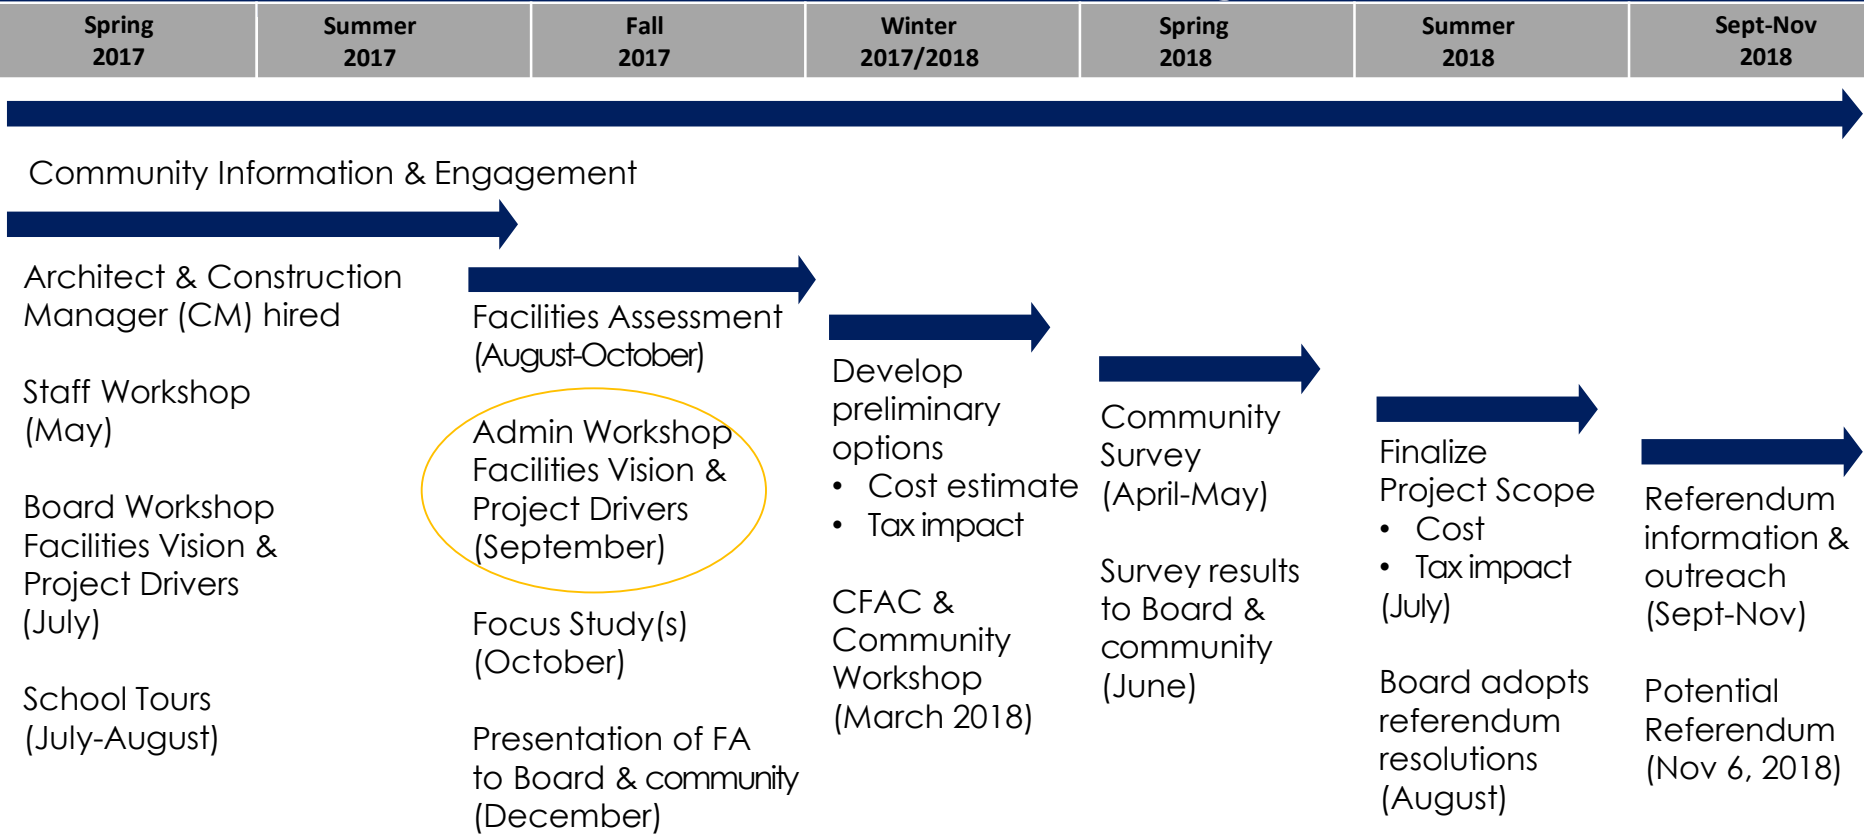 Spring
2017
Summer
2017
Fall
2017
Winter
2017/2018
Spring
2018
Summer
2018
Sept-Nov
2018
Community Information & Engagement
Architect & Construction
Manager (CM) hired
Staff Workshop
(May)
Board Workshop
Facilities Vision &
Project Drivers
(July)
School Tours
(July-August)
Facilities Assessment
(August-October)
Admin Workshop
Facilities Vision &
Project Drivers
(September)
Focus Study(s)
(October)
Presentation of FA
to Board & community
(December)
Develop
preliminary
options
• Cost estimate
• Tax impact
CFAC &
Community
Workshop
(March 2018)
Community
Survey
(April-May)
Survey results
to Board &
community
(June)
Finalize
Project Scope
• Cost
• Tax impact
(July)
Board adopts
referendum
resolutions
(August)
Referendum
information &
outreach
(Sept-Nov)
Potential
Referendum
(Nov 6, 2018)